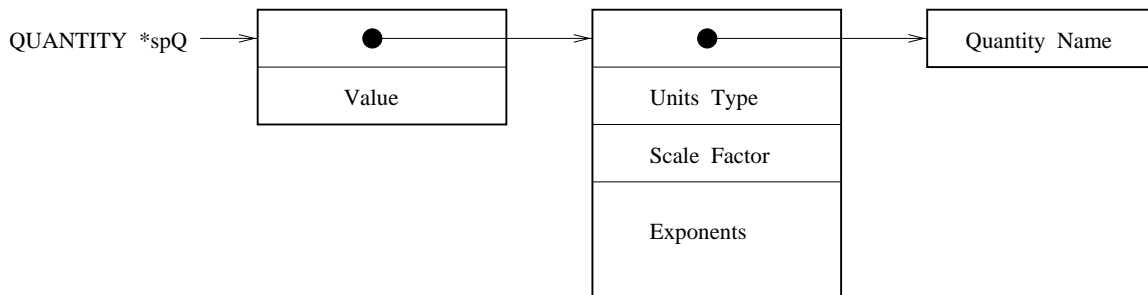 QUANTITY *spQ
Quantity Name
Value
Units Type
Scale Factor
Exponents